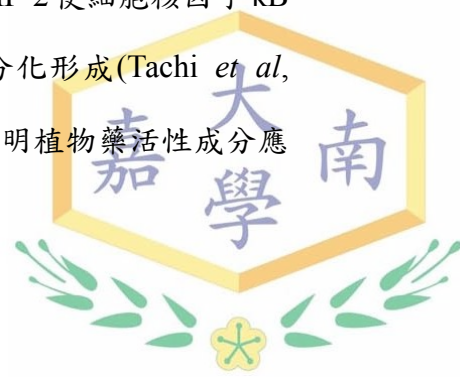 2 使細胞核因子 κB
分化形成(Tachi et al,
明植物藥活性成分應
嘉 大 南
學